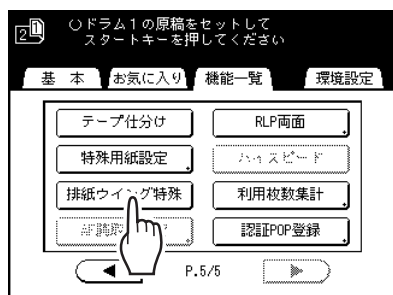 2
○ドラム1の原稿をセットして
スタートキーを押してください
基 本 お気に入り 機能一覧 環境設定
テープ仕分け RLP両面
特殊用紙設定 ハイスピード
排紙ウイング特殊 利用枚数集計
認証POP登録
P.5/5